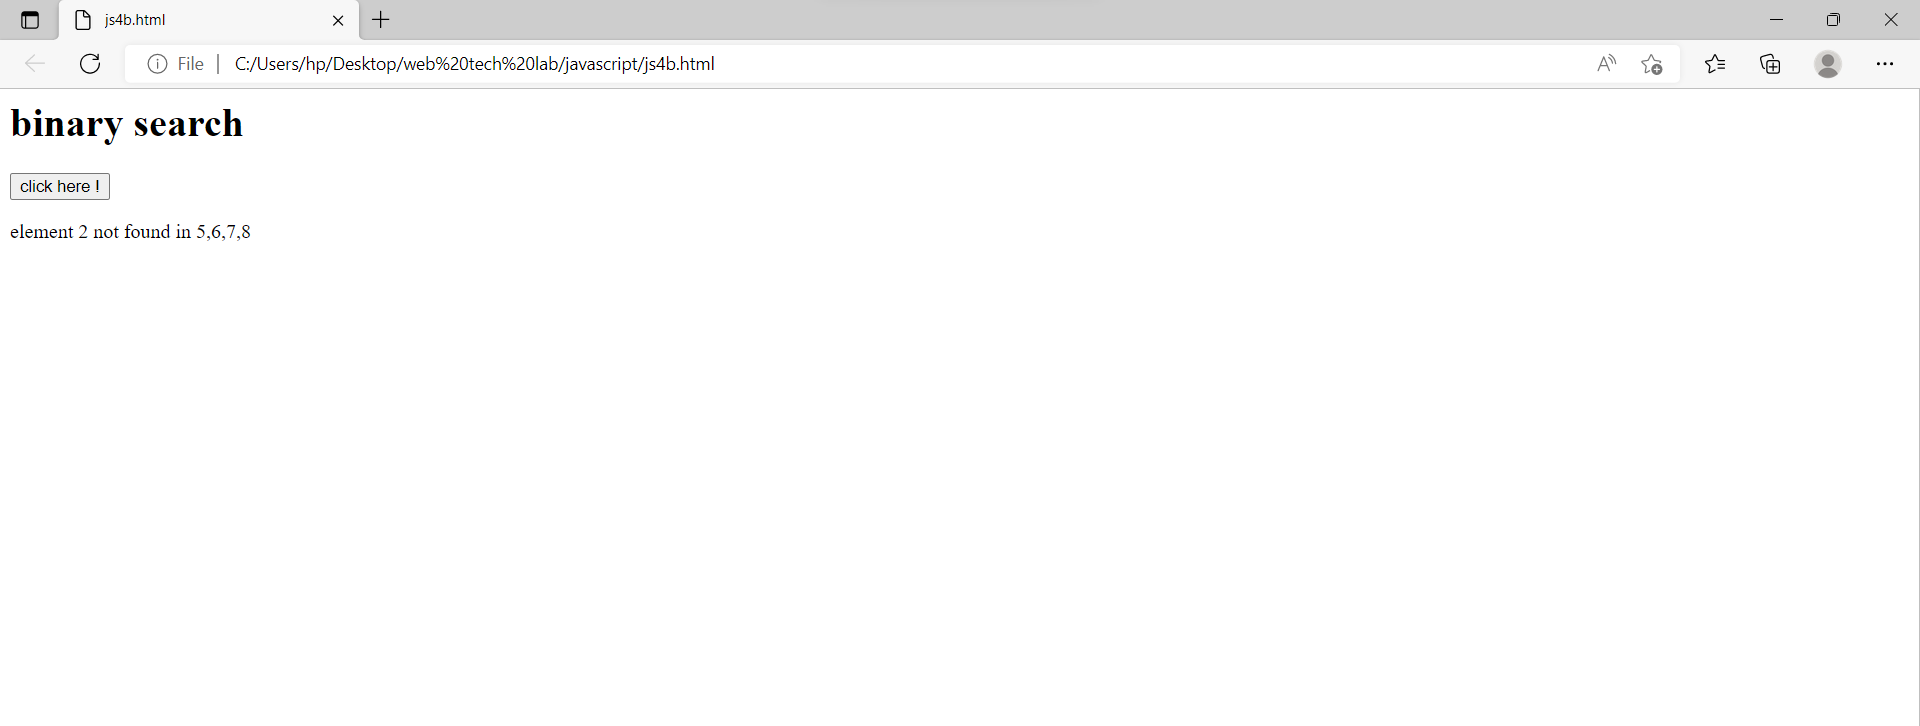 js4b.html
File C:/Users/hp/Desktop/web%20tech%20lab/javascript/js4b.html
binary search
click here !
element 2 not found in 5,6,7,8